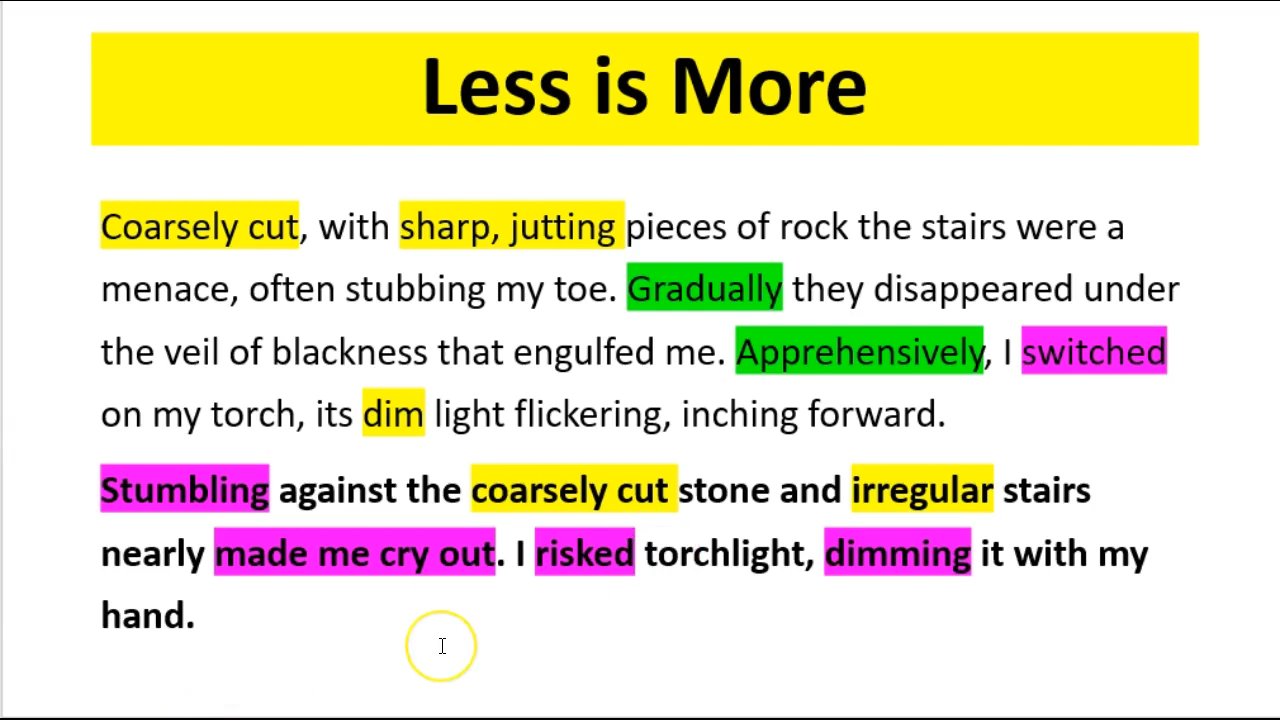 Less is More
Coarsely cut, with sharp, jutting pieces of rock the stairs were a
menace, often stubbing my toe. Gradually they disappeared under
the veil of blackness that engulfed me. Apprehensively, I switched
on my torch, its dim light flickering, inching forward.
Stumbling against the coarsely cut stone and irregular stairs
nearly made me cry out. I risked torchlight, dimming it with my
hand.